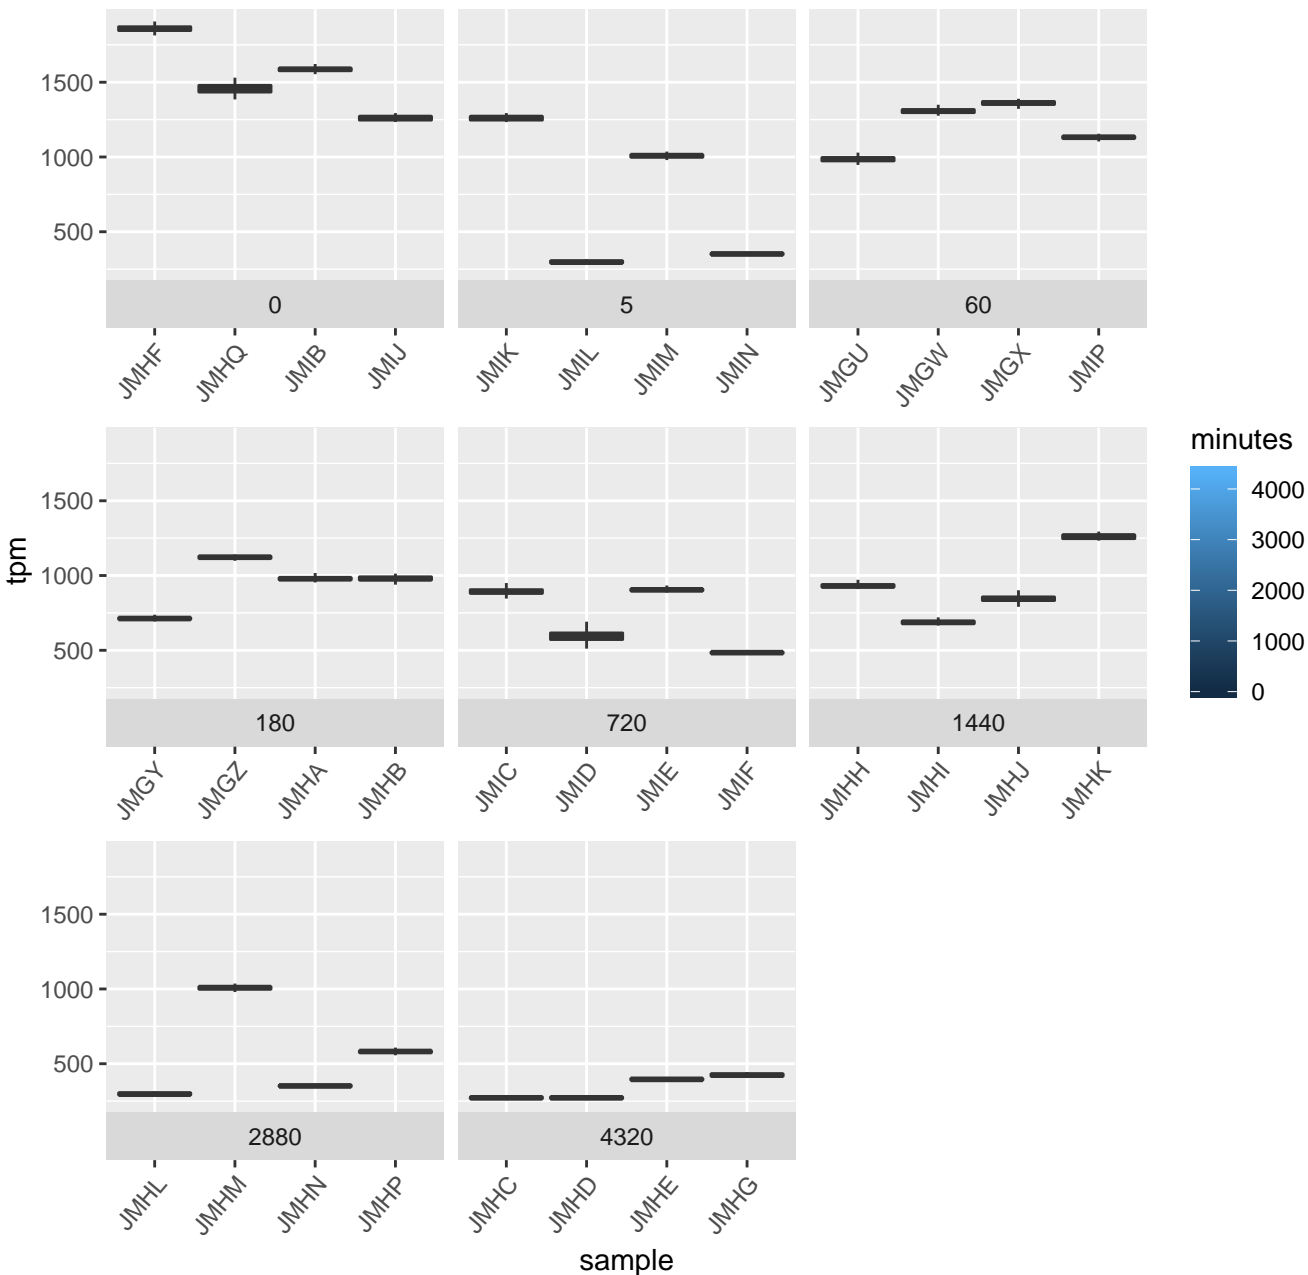 1500
1000
500
0
5
60
JMHF
JMHQ
JMIB
JMIJ
JMIK
JMIL
JMIM
JMIN
JMGU
JMGW
JMGX
JMIP
tpm
1500
1000
500
180
720
1440
JMGY
JMGZ
JMHA
JMHB
JMIC
JMID
JMIE
JMIF
JMHH
JMHI
JMHJ
JMHK
minutes
4000
3000
2000
1000
0
1500
1000
500
2880
4320
JMHL
JMHM
JMHN
JMHP
JMHC
JMHD
JMHE
JMHG
sample